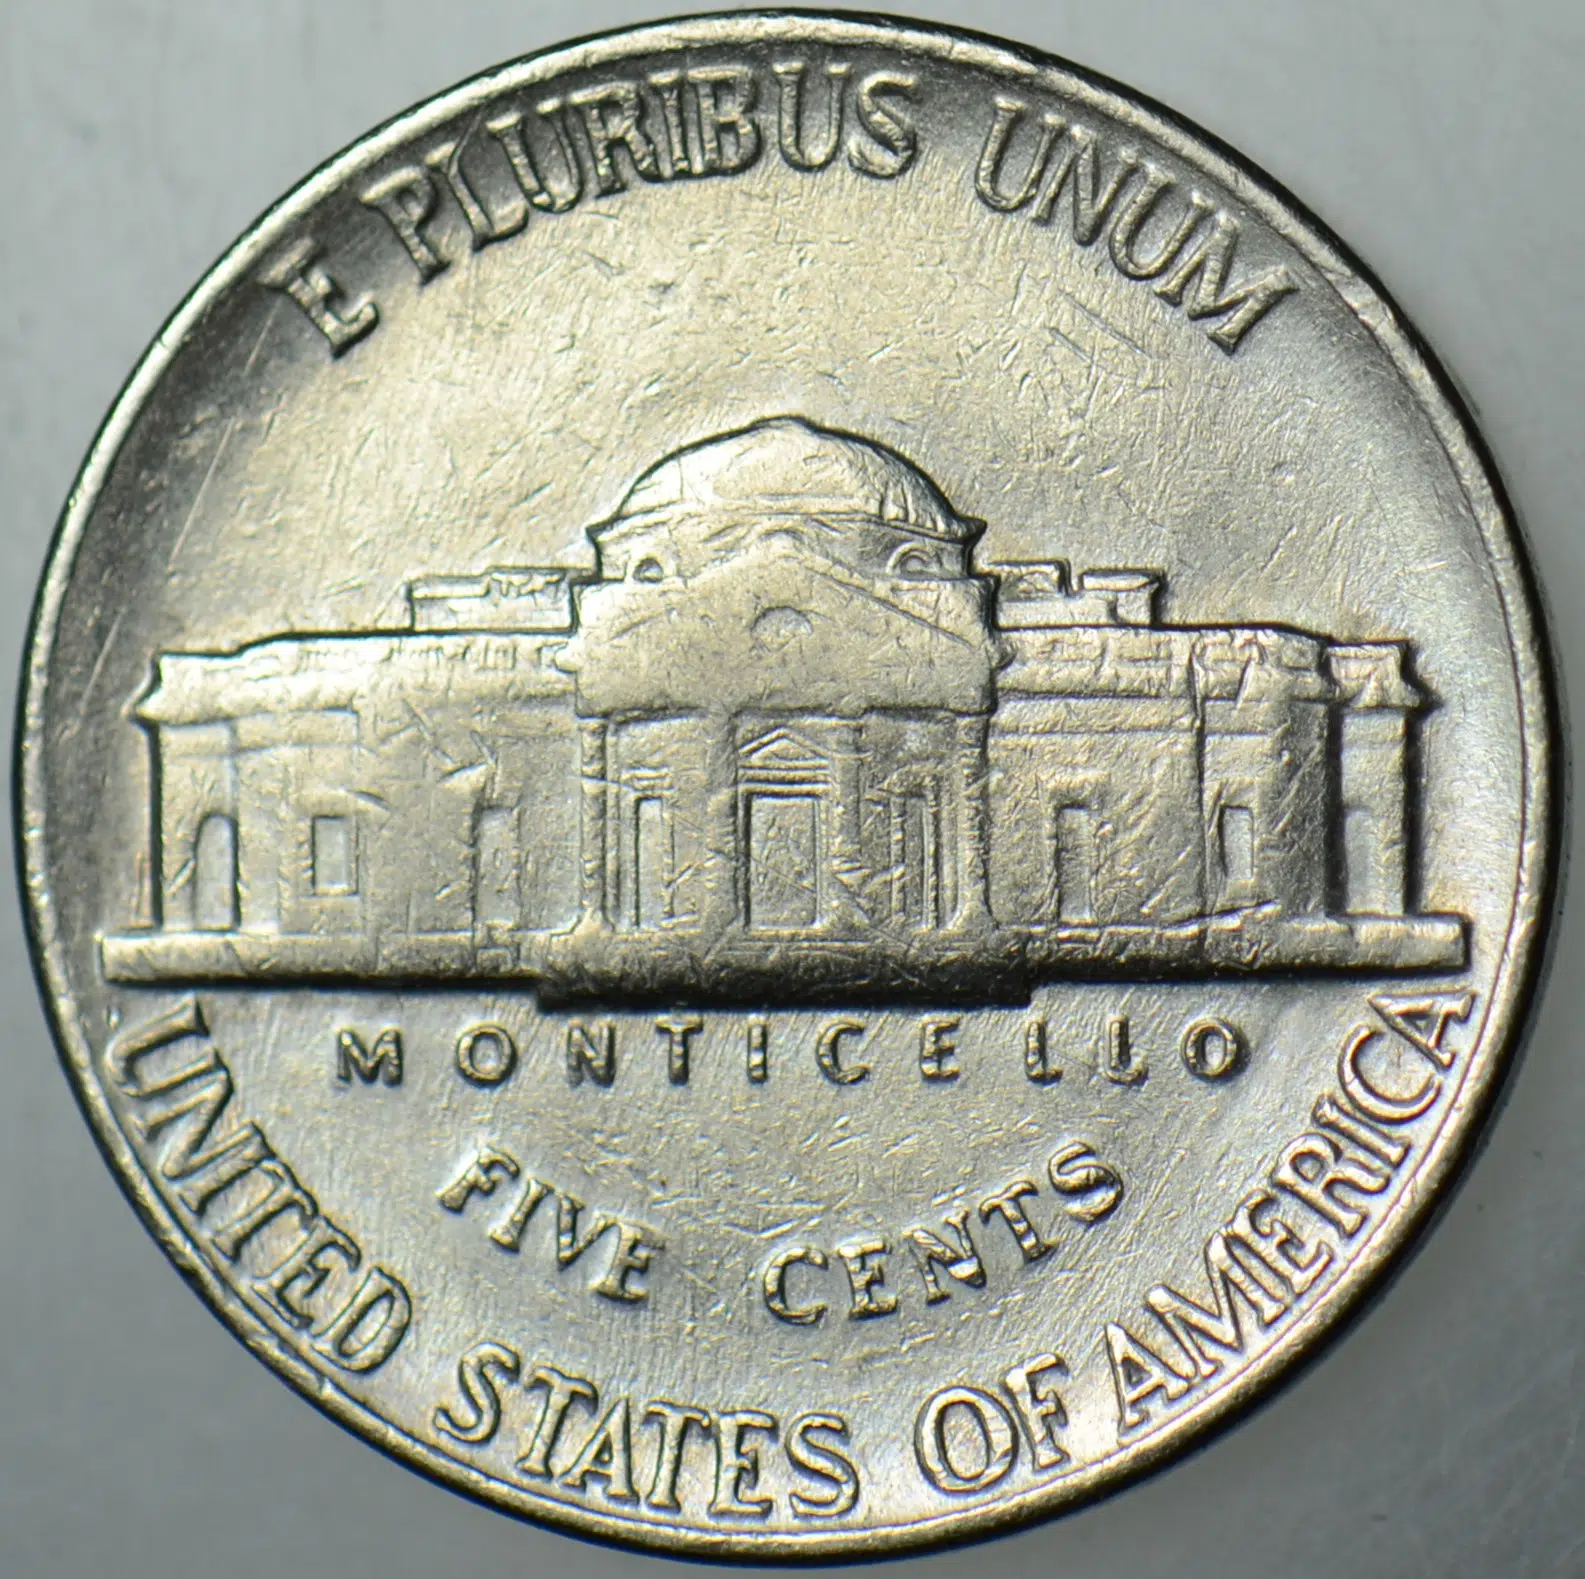 E PLURIBUS UNUM
MONTICELLO
FIVE CENTS
UNITED STATES OF AMERICA